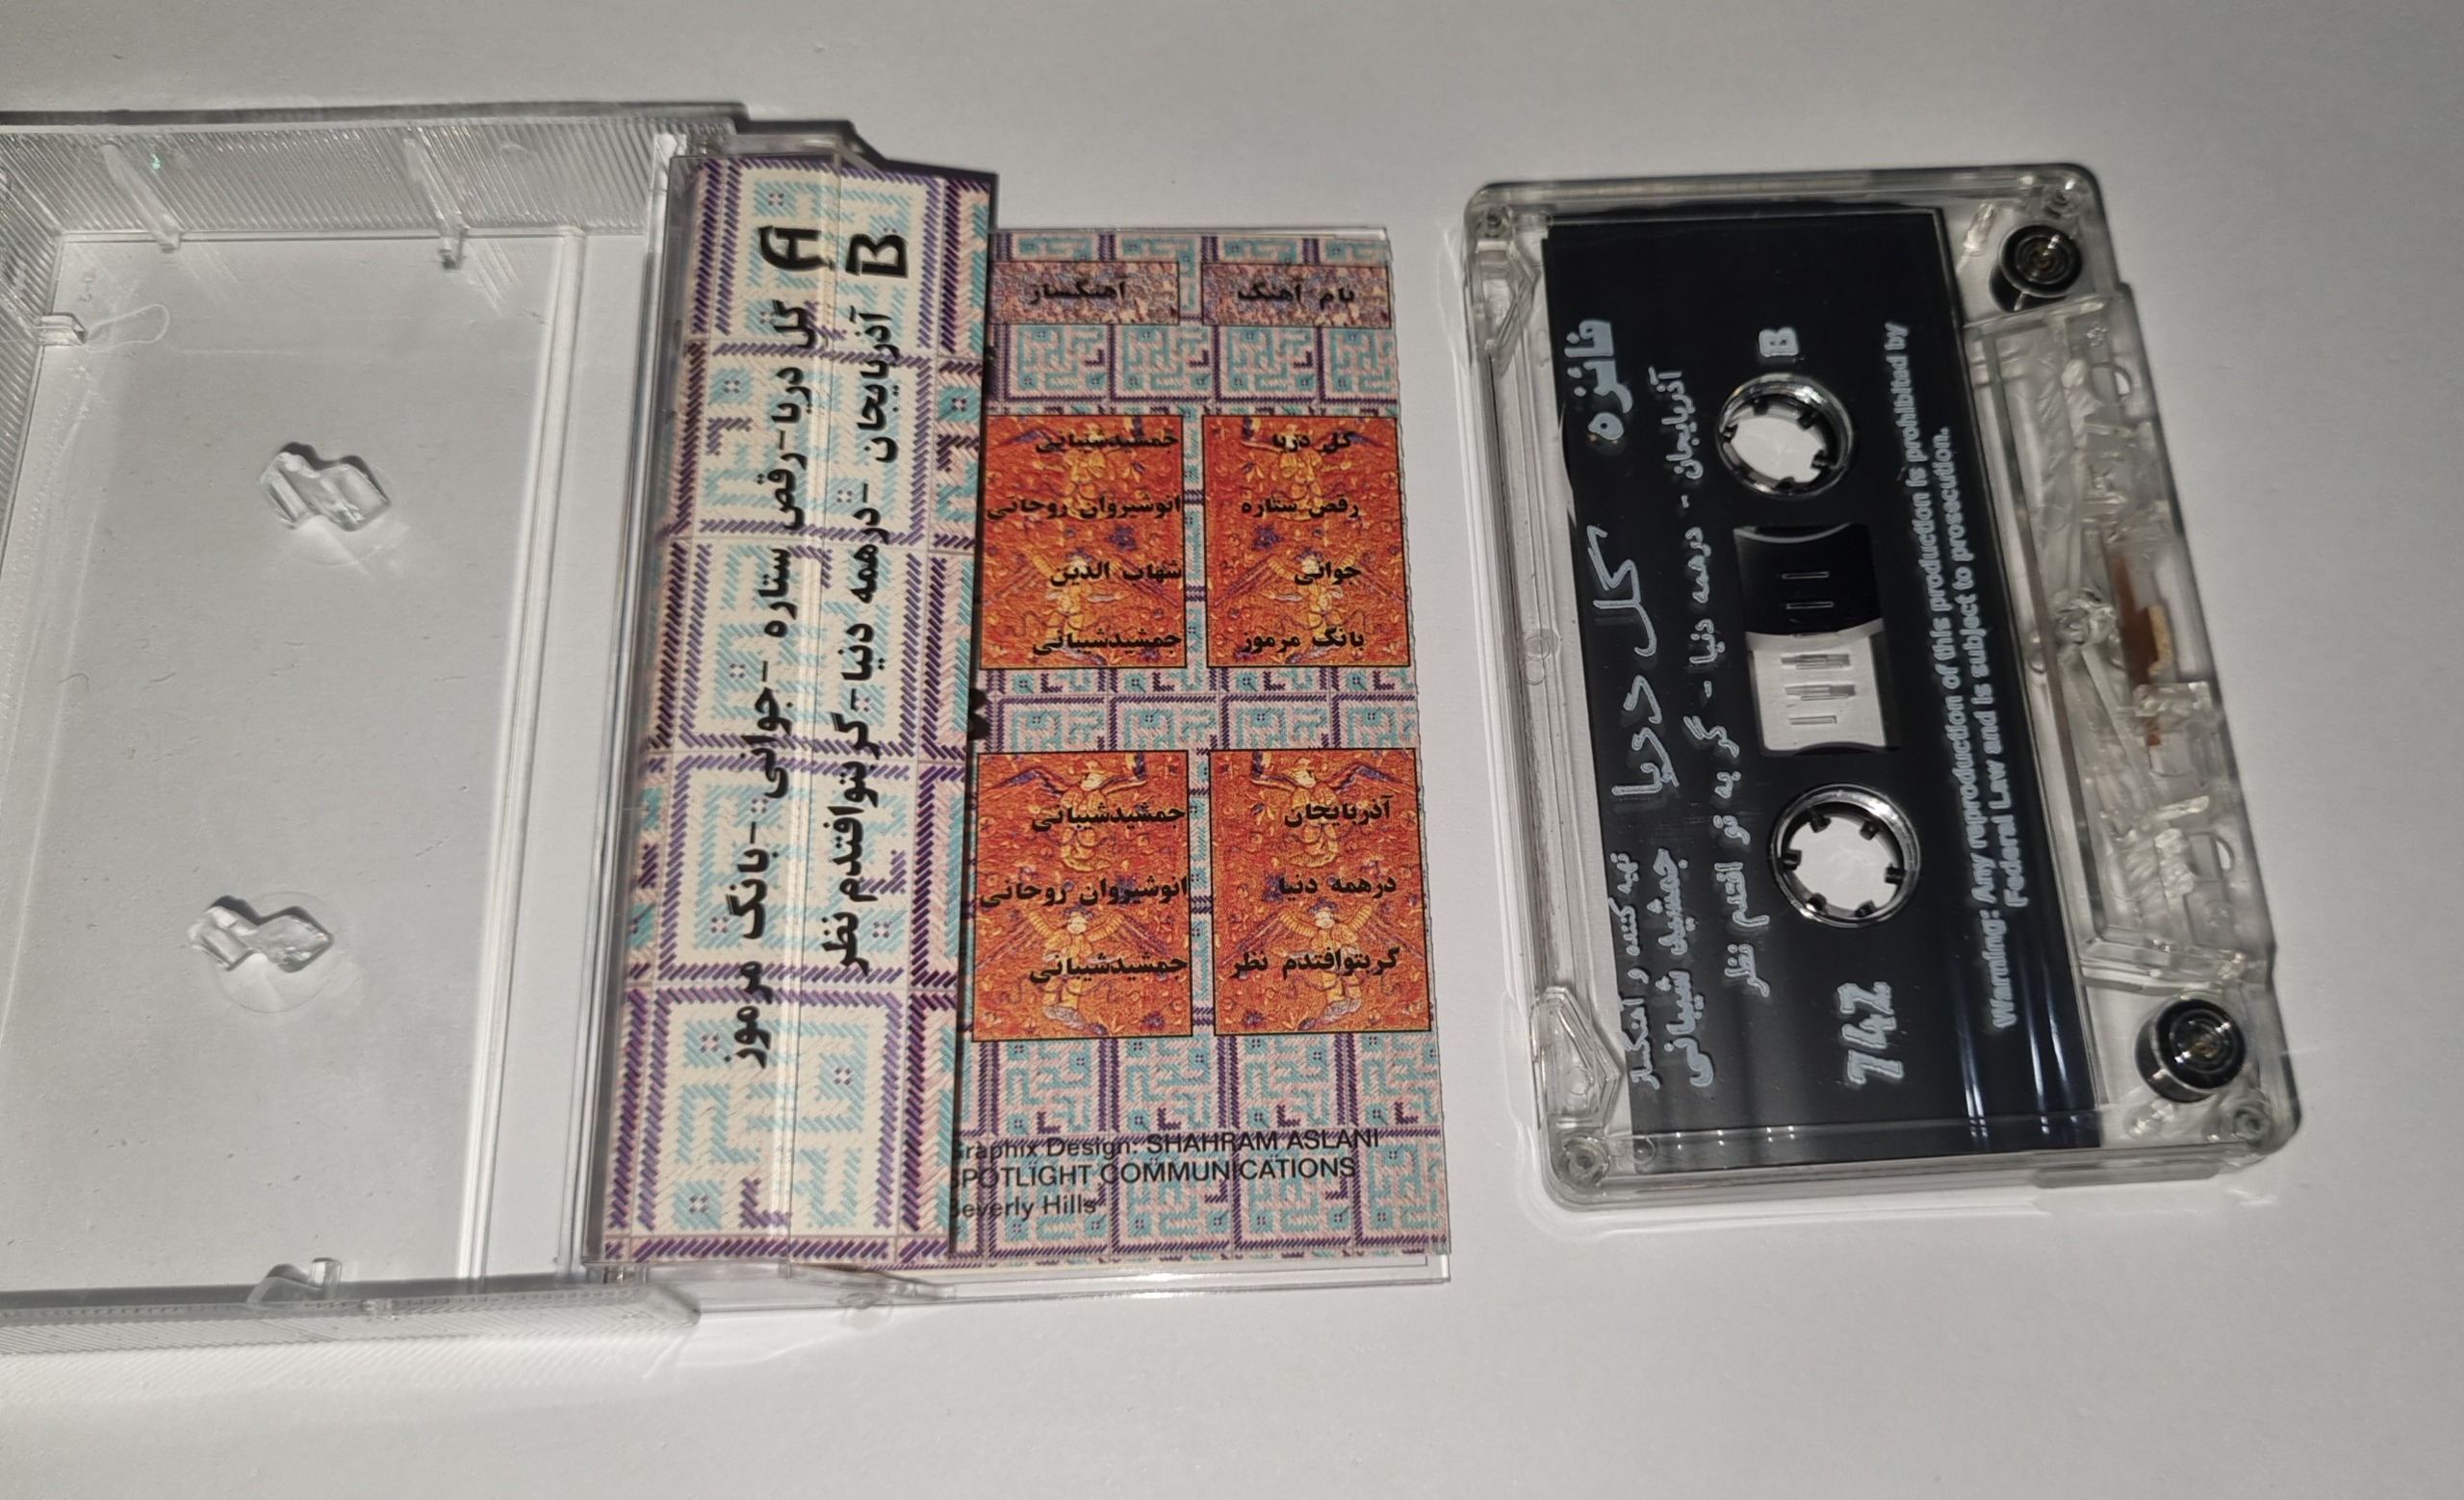 A گل دریا-رقص ستاره -جوانی -بانگ مرموز
B آذربایجان -درهمه دنیا-گربتوافتدم نظر
نام آهنگ آهنگساز
گل دریا جمشیدشیبانی
رقص ستاره انوشیروان روحانی
جوانی شهاب الدین
بانگ مرموز جمشیدشیبانی
آذربایجان جمشیدشیبانی
درهمه دنیا انوشیروان روحانی
گربتوافتدم نظر جمشیدشیبانی
Graphix Design: SHAHRAM ASLANI
SPOTLIGHT COMMUNICATIONS
Beverly Hills
فائزه گل دریا تهیه کننده و آهنگساز
جمشید شیبانی
آذربایجان - درهمه دنیا - گر به تو افتدم نظر
B
742
Warning: Any reproduction of this production is prohibited by
Federal Law and is subject to prosecution.